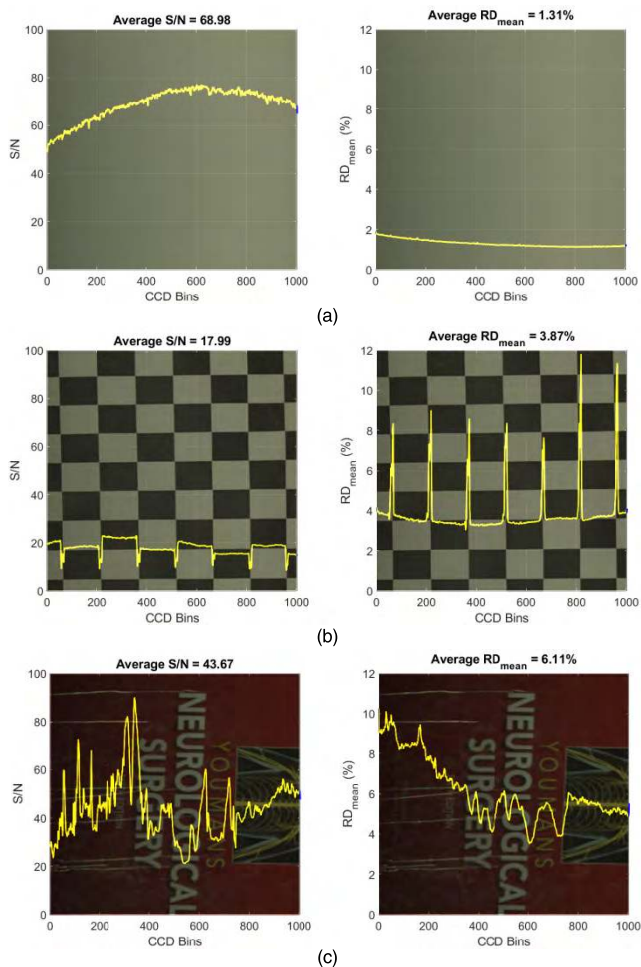 Average S/N = 68.98
Average RD_mean = 1.31%
100
80
60
40
20
0
S/N
0 200 400 600 800 1000
CCD Bins
12
10
8
6
4
2
0
RD_mean (%)
0 200 400 600 800 1000
CCD Bins
(a)
Average S/N = 17.99
Average RD_mean = 3.87%
100
80
60
40
20
0
S/N
0 200 400 600 800 1000
CCD Bins
12
10
8
6
4
2
0
RD_mean (%)
0 200 400 600 800 1000
CCD Bins
(b)
Average S/N = 43.67
Average RD_mean = 6.11%
100
80
60
40
20
0
S/N
YOUMANS
NEUROLOGICAL
SURGERY
0 200 400 600 800 1000
CCD Bins
12
10
8
6
4
2
0
RD_mean (%)
YOUMANS
NEUROLOGICAL
SURGERY
0 200 400 600 800 1000
CCD Bins
(c)